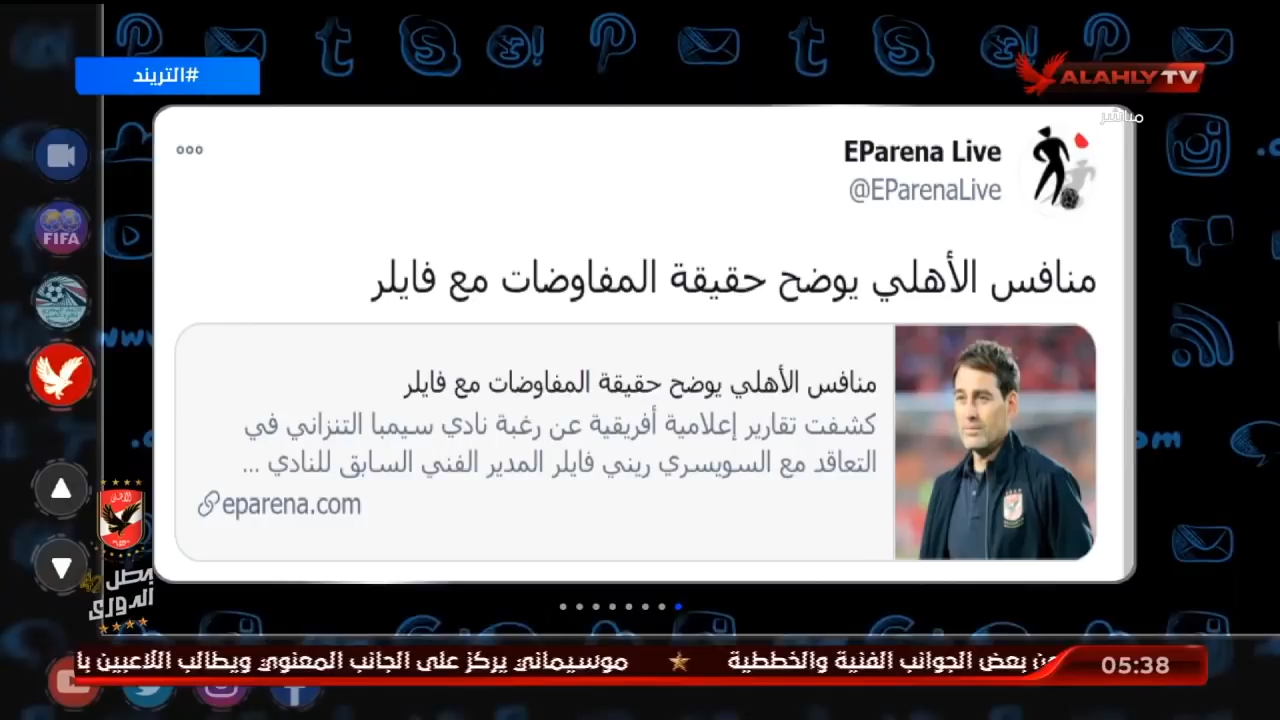 #التريند
ALAHLY TV
مباشر
EParena Live
@EParenaLive
منافس الأهلي يوضح حقيقة المفاوضات مع فايلر
منافس الأهلي يوضح حقيقة المفاوضات مع فايلر
كشفت تقارير إعلامية أفريقية عن رغبة نادي سيمبا التنزاني في
التعاقد مع السويسري ريني فايلر المدير الفني السابق للنادي ...
eparena.com
FIFA
بطل
الدوري
بعض الجوانب الفنية والخططية ★ موسيماني يركز على الجانب المعنوي ويطالب اللاعبين
05:38